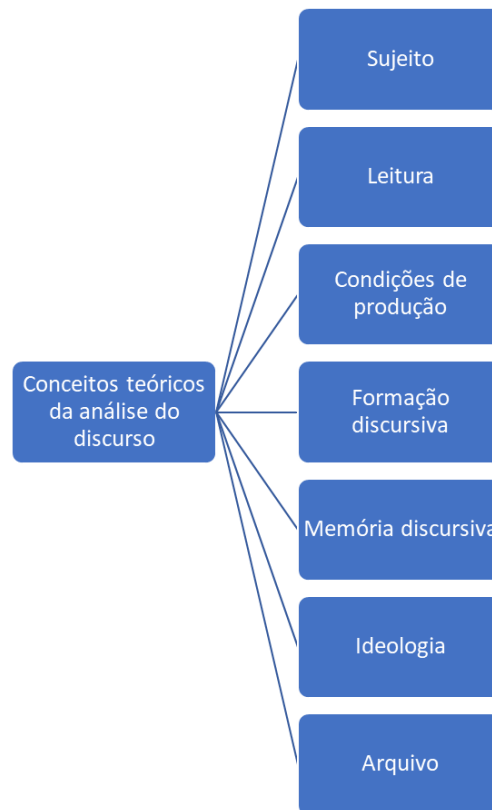 Sujeito
Leitura
Condições de
produção
Conceitos teóricos
da análise do
discurso
Formação
discursiva
Memória discursiva
Ideologia
Arquivo